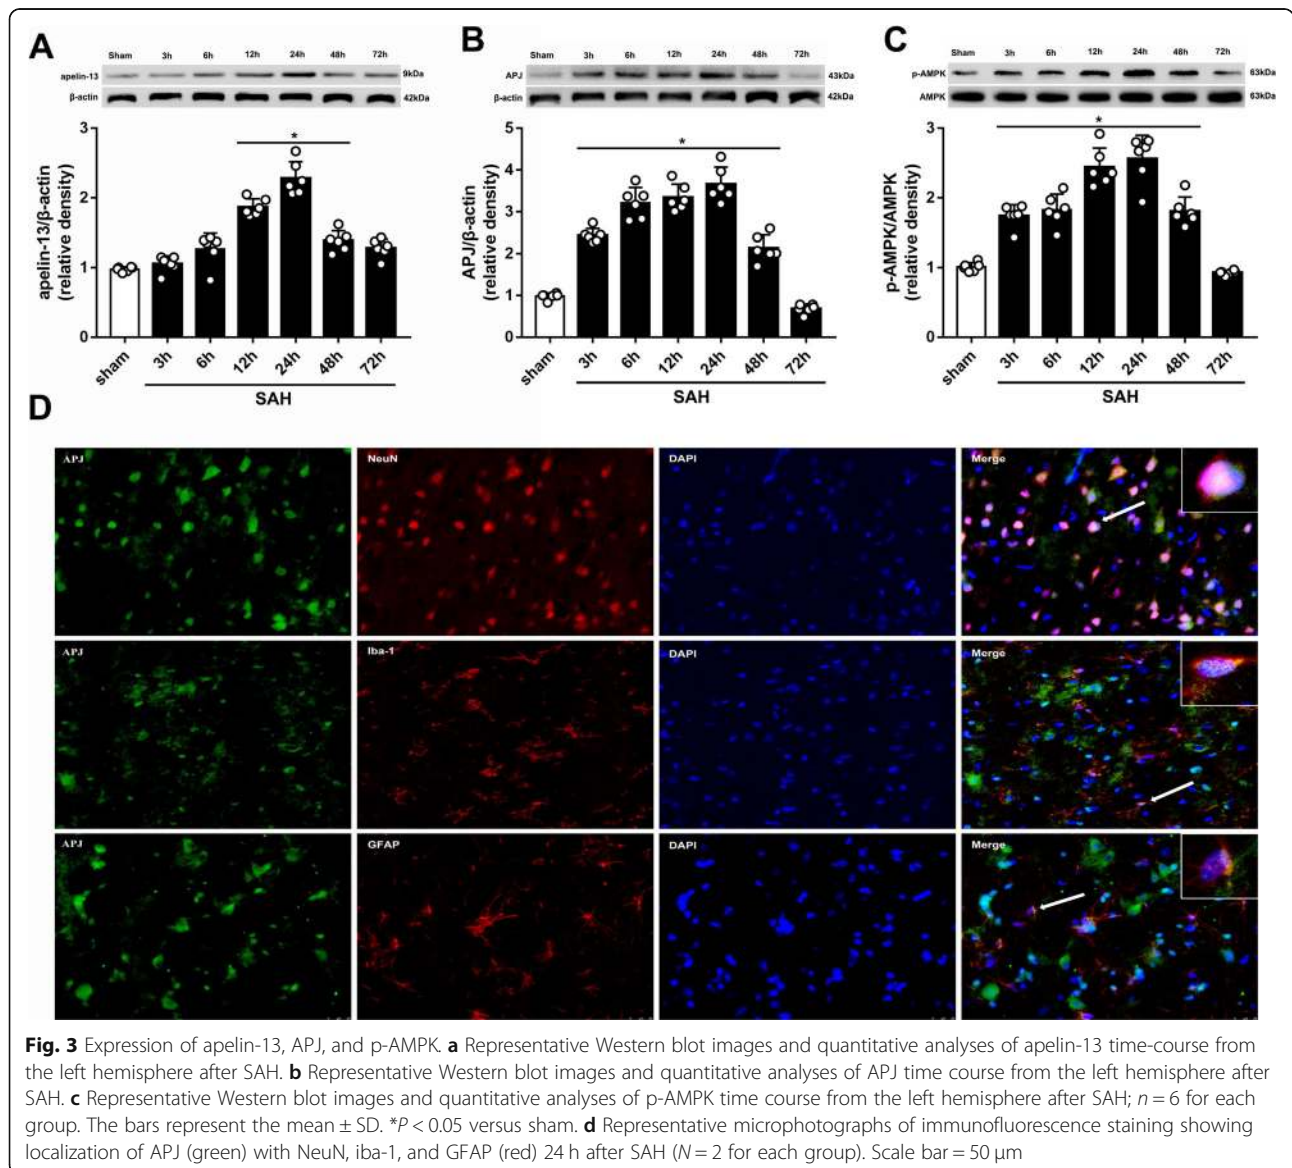 A
Sham 3h 6h 12h 24h 48h 72h
apelin-13 9kDa
β-actin 42kDa
3
2
1
0
apelin-13/β-actin
(relative density)
*
sham 3h 6h 12h 24h 48h 72h
SAH
B
Sham 3h 6h 12h 24h 48h 72h
APJ 43kDa
β-actin 42kDa
5
4
3
2
1
0
APJ/β-actin
(relative density)
*
sham 3h 6h 12h 24h 48h 72h
SAH
C
Sham 3h 6h 12h 24h 48h 72h
p-AMPK 63kDa
AMPK 63kDa
3
2
1
0
p-AMPK/AMPK
(relative density)
*
sham 3h 6h 12h 24h 48h 72h
SAH
D
APJ NeuN DAPI Merge
APJ Iba-1 DAPI Merge
APJ GFAP DAPI Merge
Fig. 3 Expression of apelin-13, APJ, and p-AMPK. a Representative Western blot images and quantitative analyses of apelin-13 time-course from
the left hemisphere after SAH. b Representative Western blot images and quantitative analyses of APJ time course from the left hemisphere after
SAH. c Representative Western blot images and quantitative analyses of p-AMPK time course from the left hemisphere after SAH; n = 6 for each
group. The bars represent the mean ± SD. *P < 0.05 versus sham. d Representative microphotographs of immunofluorescence staining showing
localization of APJ (green) with NeuN, iba-1, and GFAP (red) 24 h after SAH (N = 2 for each group). Scale bar = 50 μm